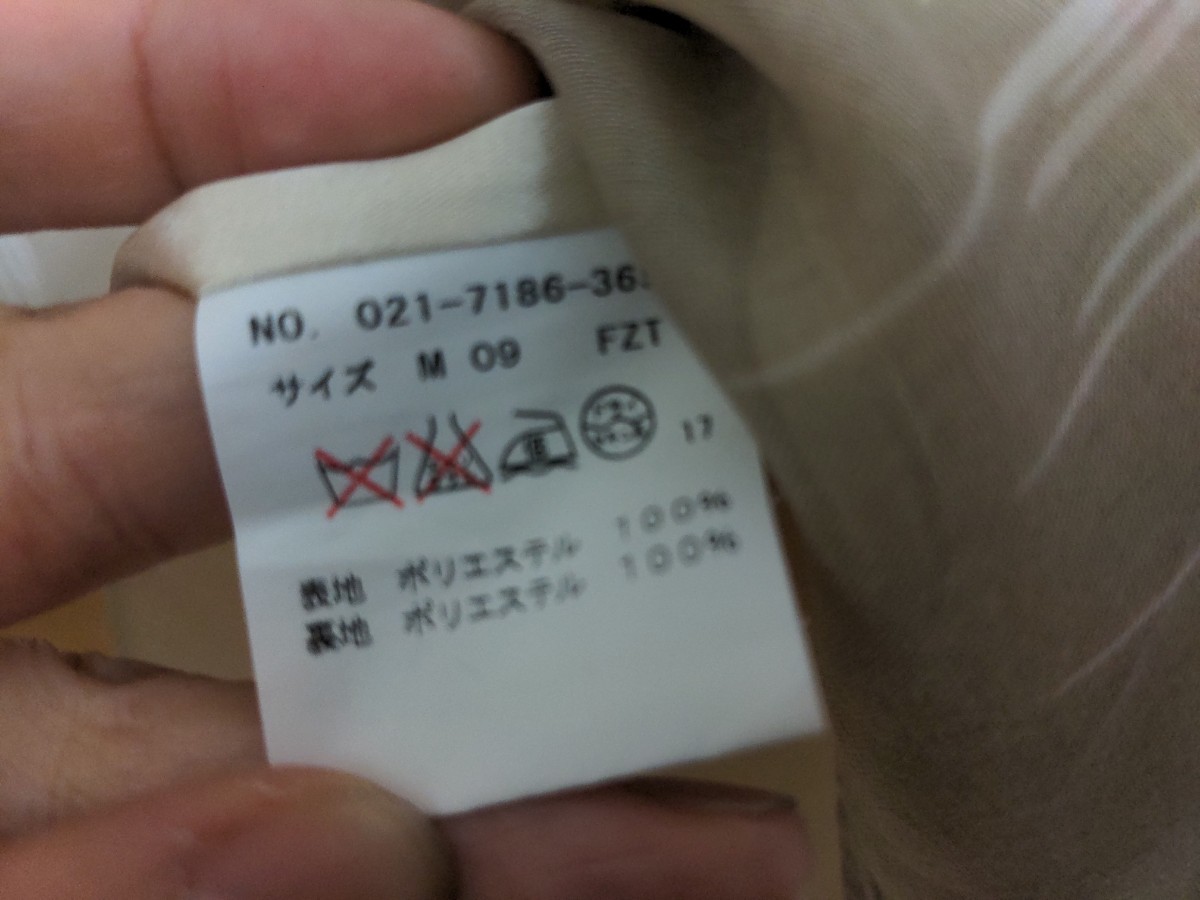 NO. 021-7186-36
サイズ M 09 FZT
17
表地 ポリエステル 100%
裏地 ポリエステル 100%